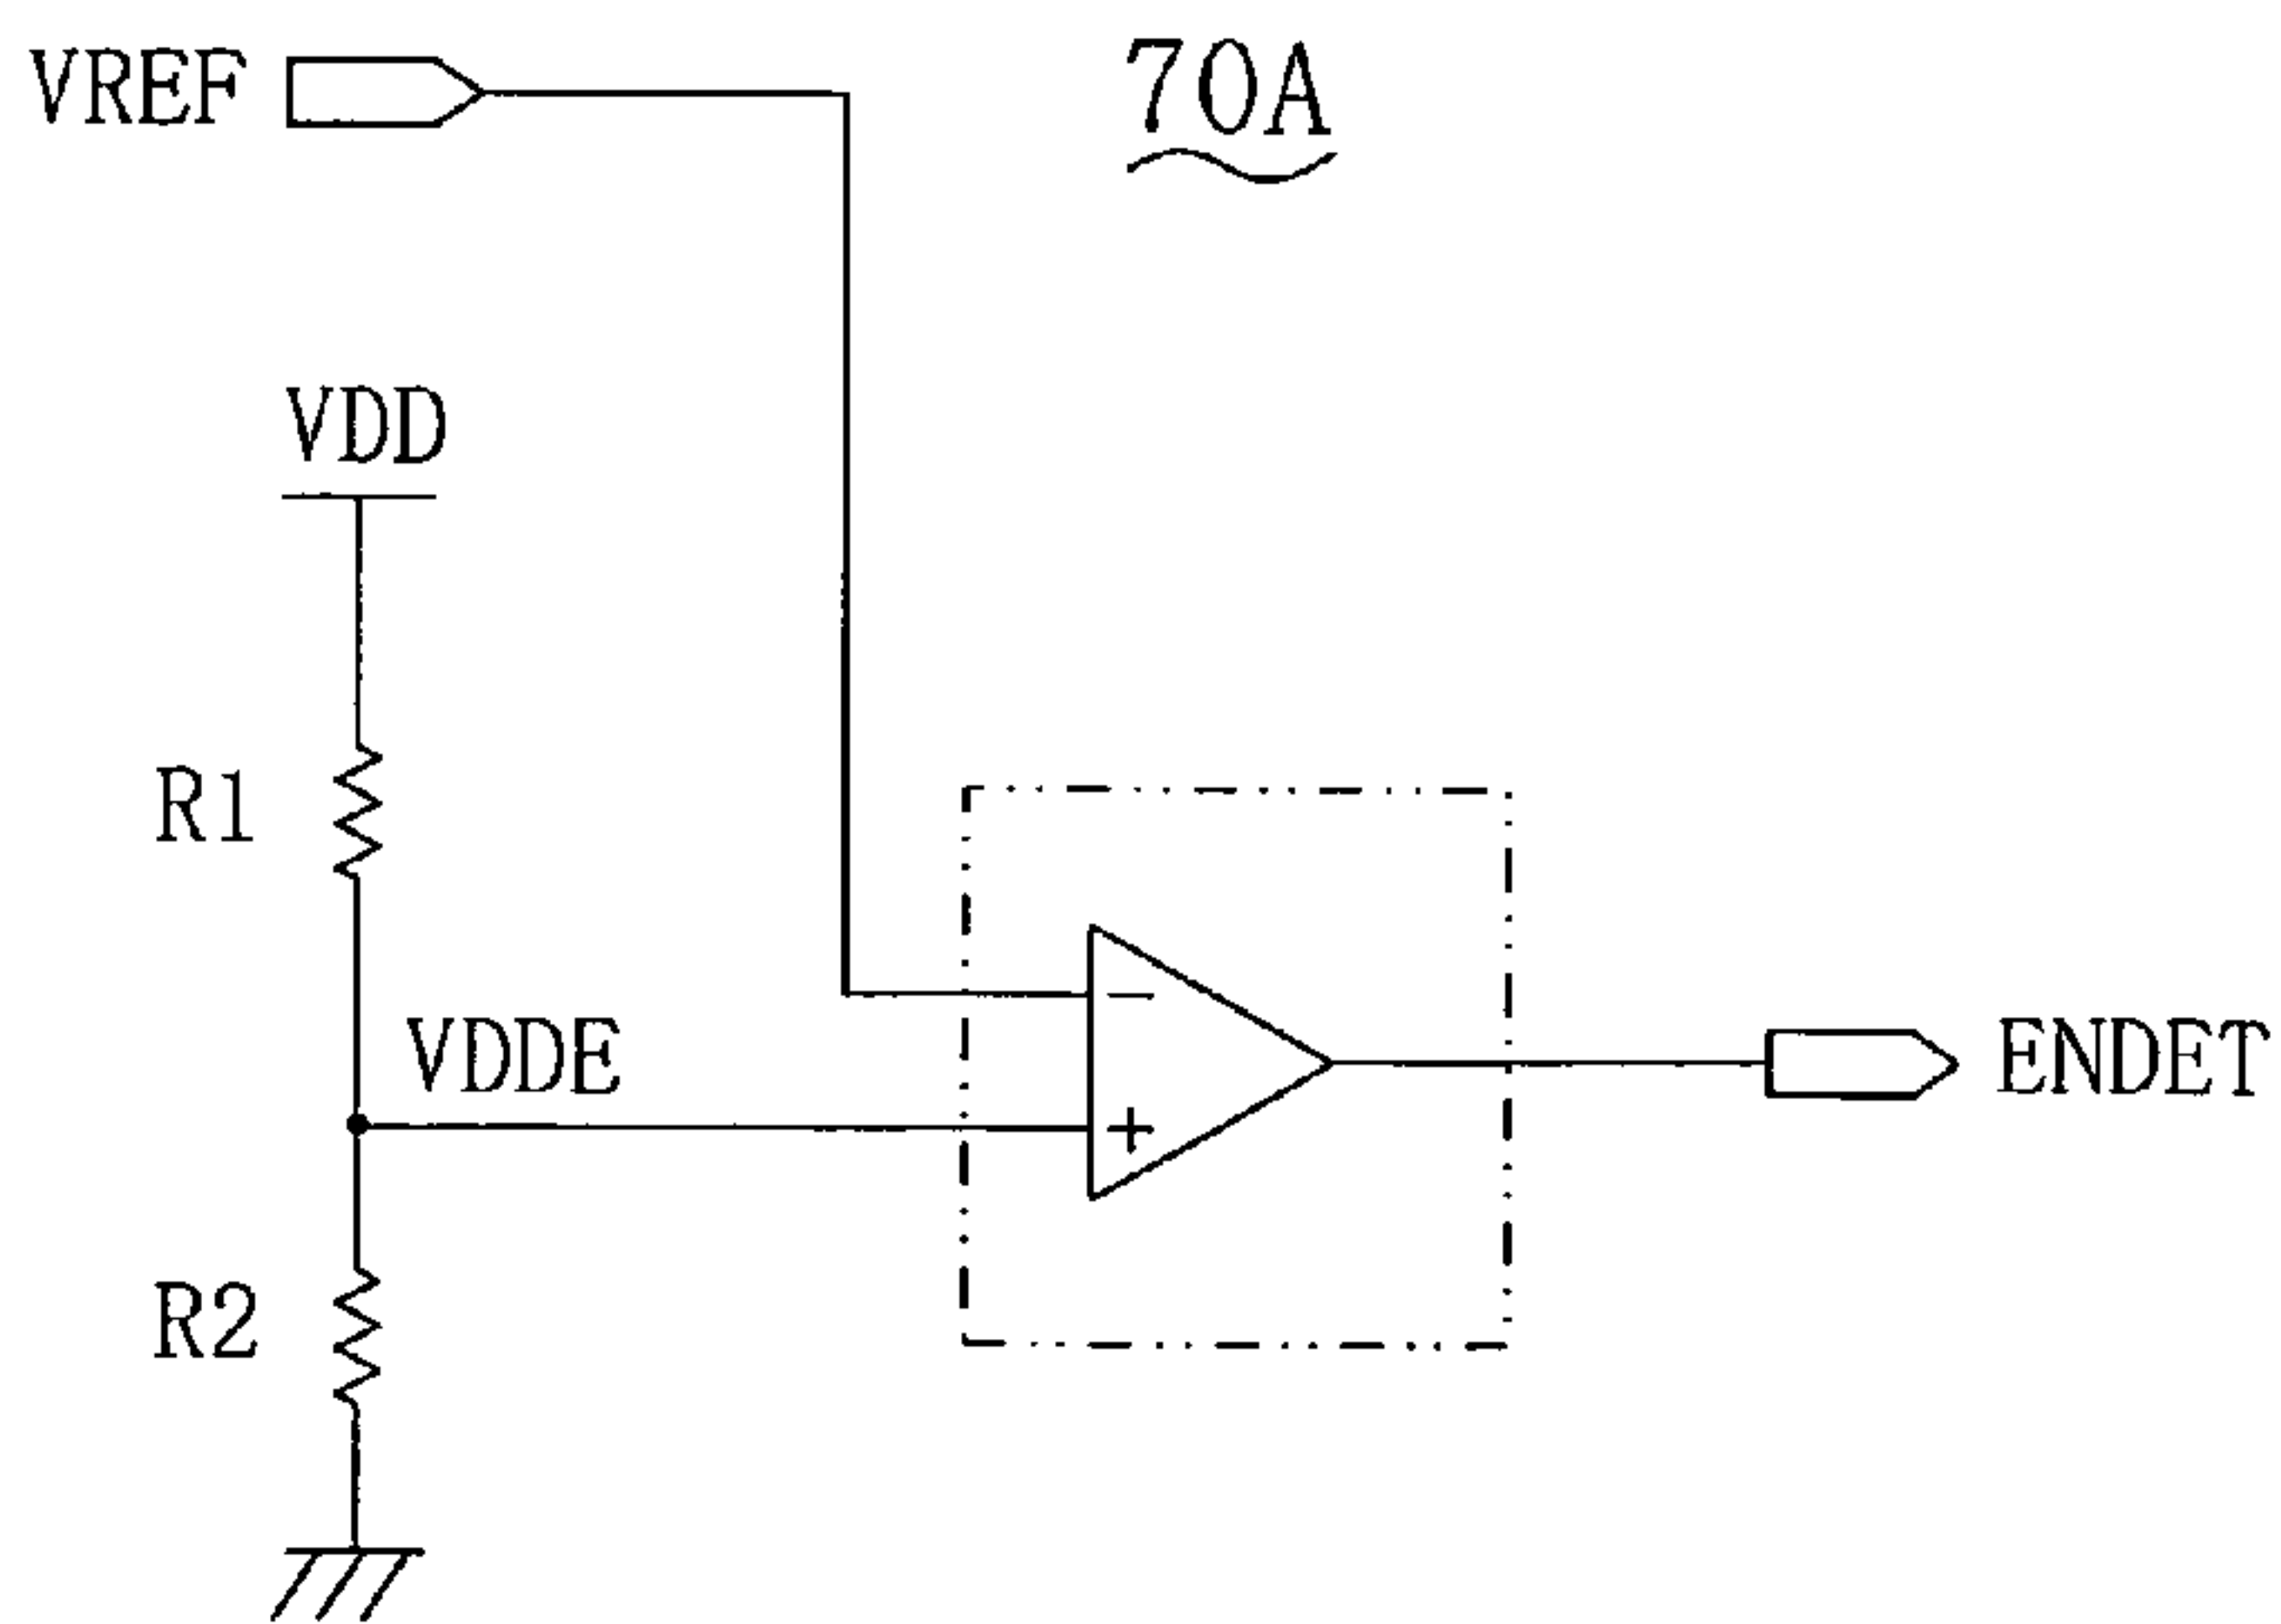 VREF
70A
VDD
R1
VDDE
−
+
ENDET
R2